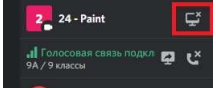 2 24 - Paint
Голосовая связь подкл
9А / 9 классы